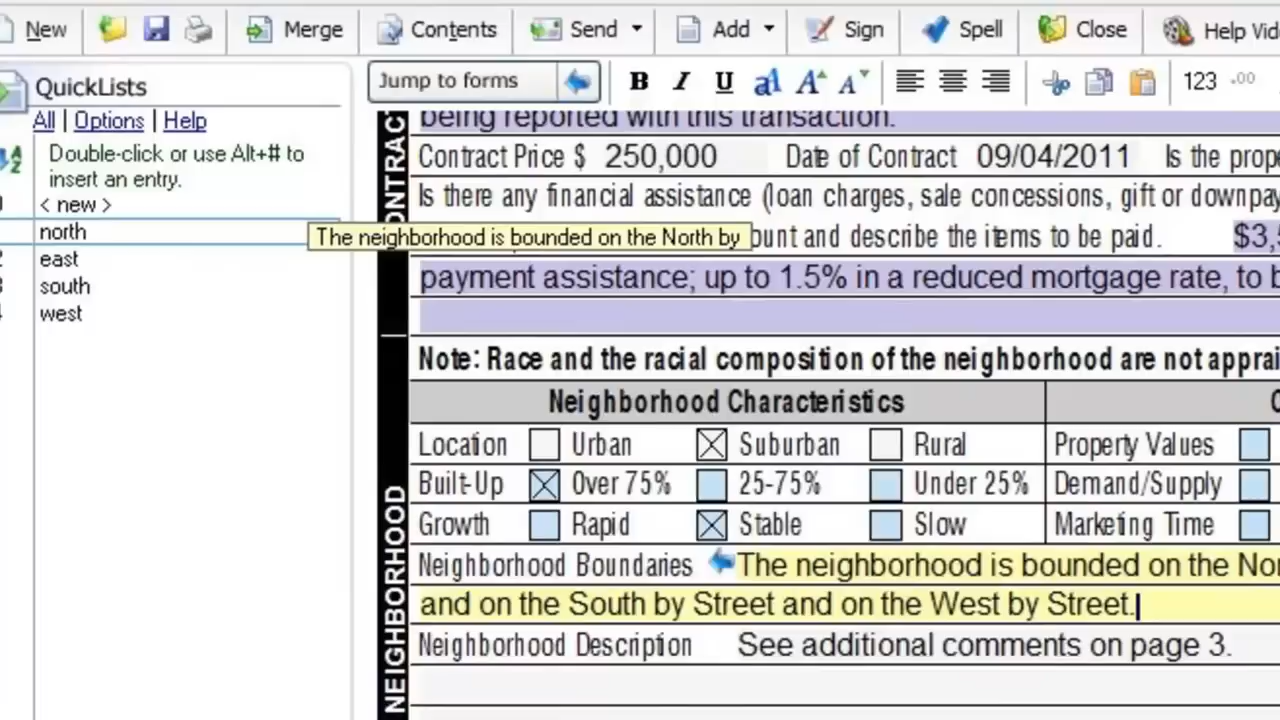 New Merge Contents Send Add Sign Spell Close Help
QuickLists
Jump to forms B I U 123 .00
All | Options | Help
Double-click or use Alt+# to
insert an entry.
< new >
north
east
south
west
The neighborhood is bounded on the North by
CONTRAC
being reported with this transaction.
Contract Price $ 250,000 Date of Contract 09/04/2011 Is the
Is there any financial assistance (loan charges, sale concessions, gift or
and describe the items to be paid. $3,
payment assistance; up to 1.5% in a reduced mortgage rate, to
Note: Race and the racial composition of the neighborhood are not
NEIGHBORHOOD
Neighborhood Characteristics
Location Urban Suburban Rural Property Values
Built-Up Over 75% 25-75% Under 25% Demand/Supply
Growth Rapid Stable Slow Marketing Time
Neighborhood Boundaries The neighborhood is bounded on the
and on the South by Street and on the West by Street.
Neighborhood Description See additional comments on page 3.